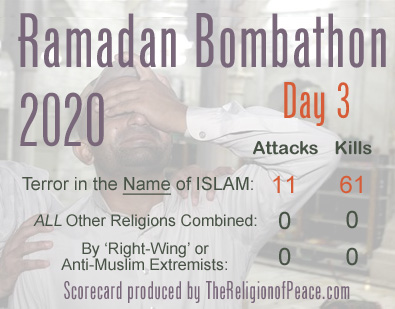 Ramadan Bombathon
2020 Day 3
Attacks Kills
Terror in the Name of ISLAM: 11 61
ALL Other Religions Combined: 0 0
By 'Right-Wing' or
Anti-Muslim Extremists: 0 0
Scorecard produced by TheReligionofPeace.com